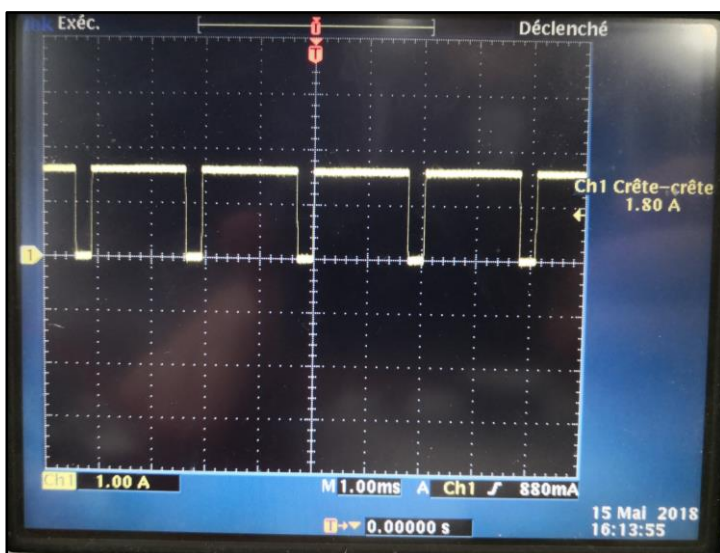 Exéc. Déclenché
T
T
Ch1 Crête-crête
1.80 A
1
Ch1 1.00 A M 1.00ms A Ch1 880mA
15 Mai 2018
T 0.00000 s
16:13:55